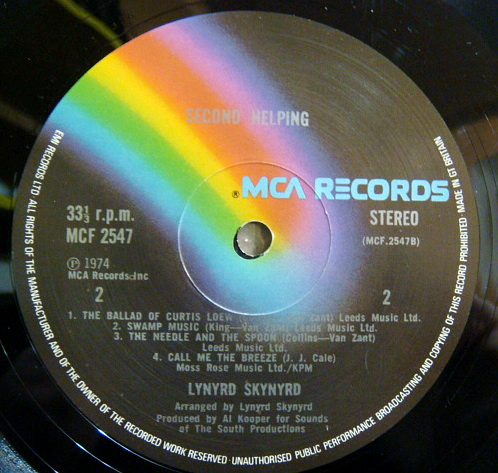 SECOND HELPING
® MCA RECORDS
33⅓ r.p.m.
MCF 2547
STEREO
(MCF.2547B)
Ⓟ 1974
MCA Records,Inc
2
2
1. THE BALLAD OF CURTIS LOEW Zant) Leeds Music Ltd.
2. SWAMP MUSIC (King—Van Zant) Leeds Music Ltd.
3. THE NEEDLE AND THE SPOON (Collins—Van Zant)
Leeds Music Ltd.
4. CALL ME THE BREEZE (J. J. Cale)
Moss Rose Music Ltd./KPM
LYNYRD SKYNYRD
Arranged by Lynyrd Skynyrd
Produced by Al Kooper for Sounds
of The South Productions
EMI RECORDS LTD. ALL RIGHTS OF THE MANUFACTURER AND OF THE OWNER OF THE RECORDED WORK RESERVED · UNAUTHORISED PUBLIC PERFORMANCE BROADCASTING AND COPYING OF THIS RECORD PROHIBITED MADE IN GT BRITAIN